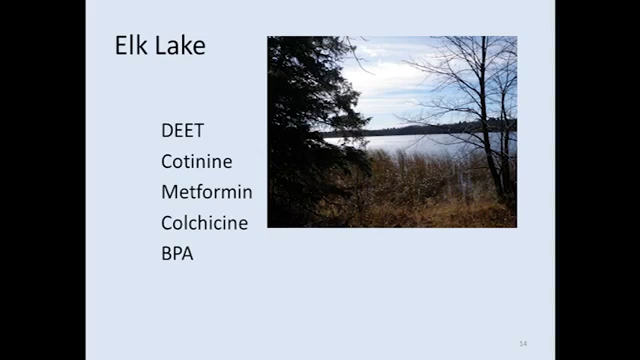 Elk Lake
DEET
Cotinine
Metformin
Colchicine
BPA
14